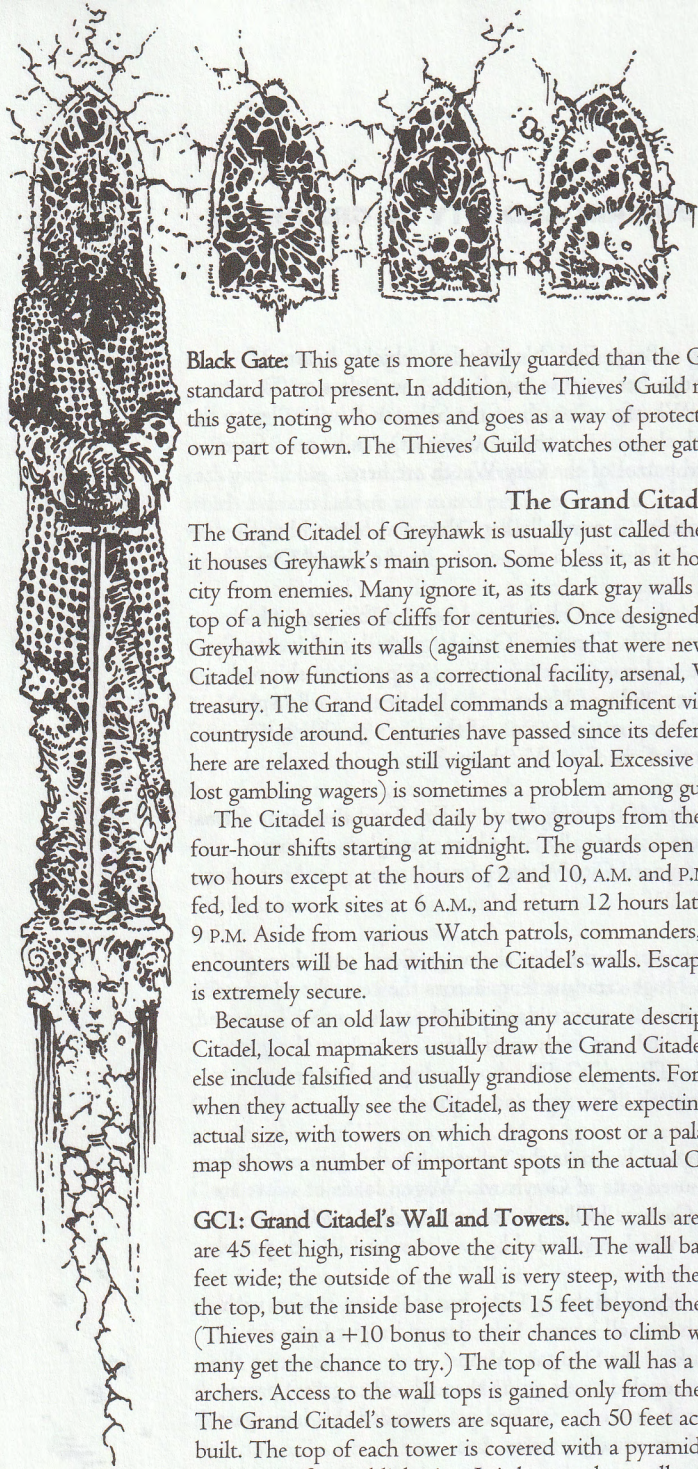 Black Gate: This gate is more heavily guarded than the G
standard patrol present. In addition, the Thieves' Guild
this gate, noting who comes and goes as a way of protect
own part of town. The Thieves' Guild watches other gat
The Grand Citad
The Grand Citadel of Greyhawk is usually just called the
it houses Greyhawk's main prison. Some bless it, as it ho
city from enemies. Many ignore it, as its dark gray walls
top of a high series of cliffs for centuries. Once designed
Greyhawk within its walls (against enemies that were nev
Citadel now functions as a correctional facility, arsenal, W
treasury. The Grand Citadel commands a magnificent vi
countryside around. Centuries have passed since its defen
here are relaxed though still vigilant and loyal. Excessive
lost gambling wagers) is sometimes a problem among gu
The Citadel is guarded daily by two groups from the
four-hour shifts starting at midnight. The guards open
two hours except at the hours of 2 and 10, A.M. and P.M
fed, led to work sites at 6 A.M., and return 12 hours lat
9 P.M. Aside from various Watch patrols, commanders,
encounters will be had within the Citadel's walls. Escap
is extremely secure.
Because of an old law prohibiting any accurate descrip
Citadel, local mapmakers usually draw the Grand Citade
else include falsified and usually grandiose elements. For
when they actually see the Citadel, as they were expectin
actual size, with towers on which dragons roost or a pala
map shows a number of important spots in the actual C
GC1: Grand Citadel's Wall and Towers. The walls are
are 45 feet high, rising above the city wall. The wall ba
feet wide; the outside of the wall is very steep, with the
the top, but the inside base projects 15 feet beyond the
(Thieves gain a +10 bonus to their chances to climb w
many get the chance to try.) The top of the wall has a
archers. Access to the wall tops is gained only from the
The Grand Citadel's towers are square, each 50 feet ac
built. The top of each tower is covered with a pyramid